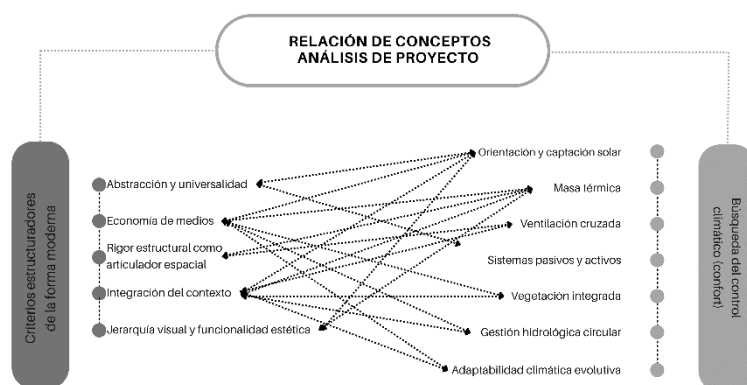 RELACIÓN DE CONCEPTOS
ANÁLISIS DE PROYECTO
Criterios estructuradores
de la forma moderna
Abstracción y universalidad
Economía de medios
Rigor estructural como
articulador espacial
Integración del contexto
Jerarquía visual y funcionalidad estética
Orientación y captación solar
Masa térmica
Ventilación cruzada
Sistemas pasivos y activos
Vegetación integrada
Gestión hidrológica circular
Adaptabilidad climática evolutiva
Búsqueda del control
climático (confort)